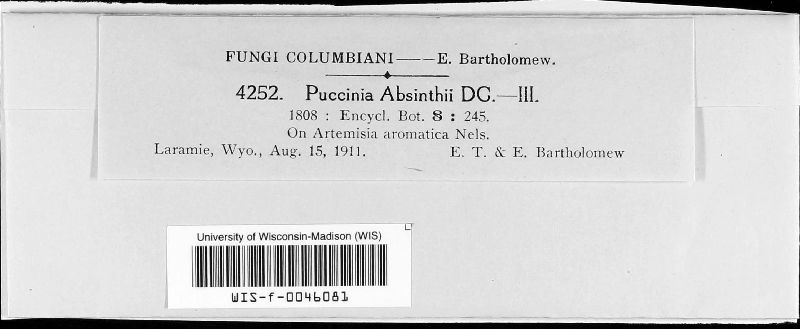 FUNGI COLUMBIANI——E. Bartholomew.
4252. Puccinia Absinthii DC.—III.
1808 : Encycl. Bot. 8 : 245.
On Artemisia aromatica Nels.
Laramie, Wyo., Aug. 15, 1911. E. T. & E. Bartholomew
University of Wisconsin-Madison (WIS)
WIS-f-0046081